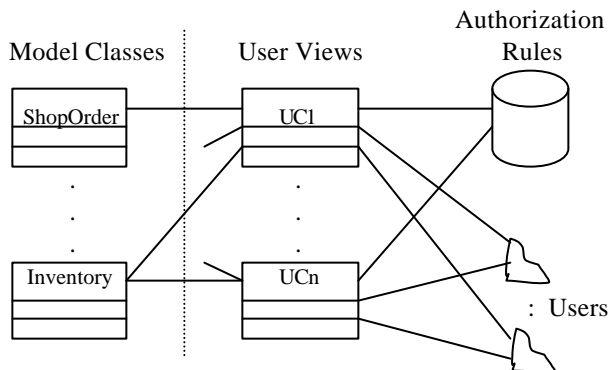 Authorization
Rules
Model Classes
User Views
ShopOrder
UC1
.
.
.
.
.
.
Inventory
UCn
: Users